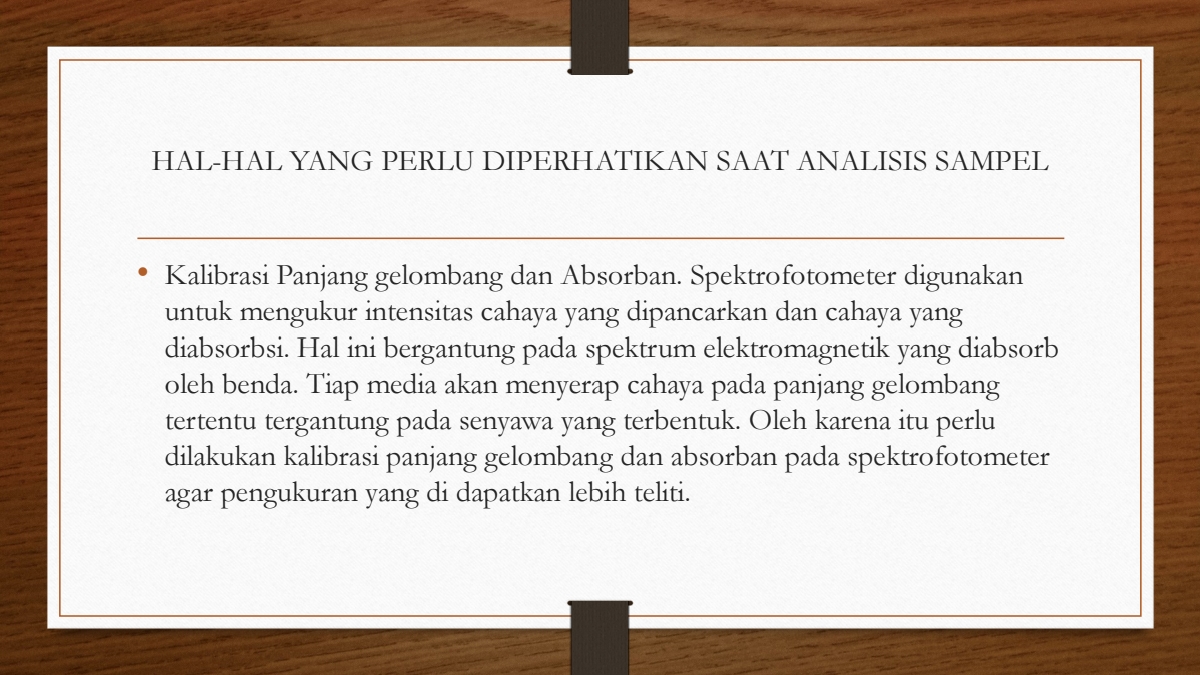 HAL-HAL YANG PERLU DIPERHATIKAN SAAT ANALISIS SAMPEL
• Kalibrasi Panjang gelombang dan Absorban. Spektrofotometer digunakan
untuk mengukur intensitas cahaya yang dipancarkan dan cahaya yang
diabsorbsi. Hal ini bergantung pada spektrum elektromagnetik yang diabsorb
oleh benda. Tiap media akan menyerap cahaya pada panjang gelombang
tertentu tergantung pada senyawa yang terbentuk. Oleh karena itu perlu
dilakukan kalibrasi panjang gelombang dan absorban pada spektrofotometer
agar pengukuran yang di dapatkan lebih teliti.